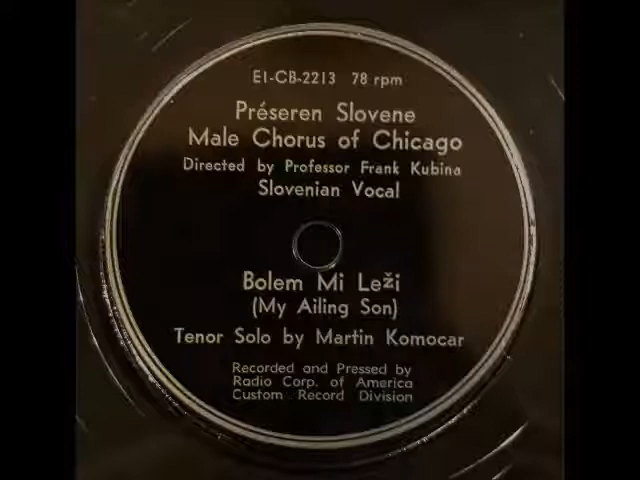 E1-CB-2213 78 rpm
Préseren Slovene
Male Chorus of Chicago
Directed by Professor Frank Kubina
Slovenian Vocal
Bolem Mi Leži
(My Ailing Son)
Tenor Solo by Martin Komocar
Recorded and Pressed by
Radio Corp. of America
Custom Record Division